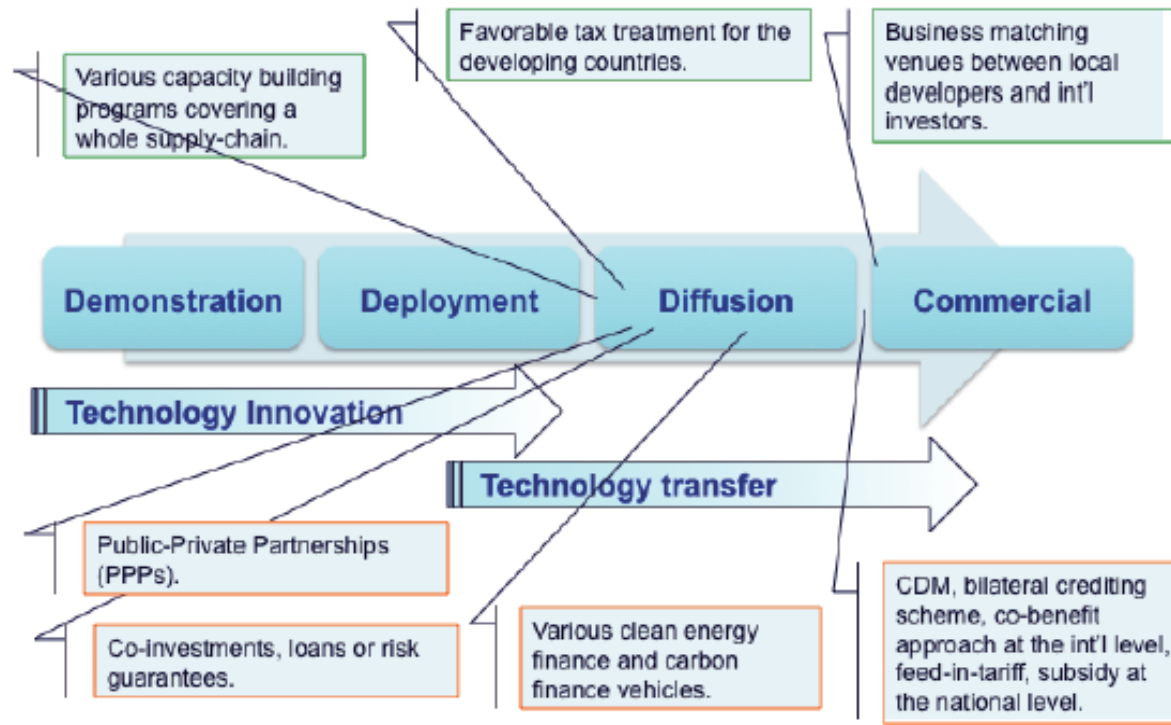 Various capacity building
programs covering a
whole supply-chain.
Favorable tax treatment for the
developing countries.
Business matching
venues between local
developers and int'l
investors.
Demonstration
Deployment
Diffusion
Commercial
Technology Innovation
Technology transfer
Public-Private Partnerships
(PPPs).
Co-investments, loans or risk
guarantees.
Various clean energy
finance and carbon
finance vehicles.
CDM, bilateral crediting
scheme, co-benefit
approach at the int'l level,
feed-in-tariff, subsidy at
the national level.